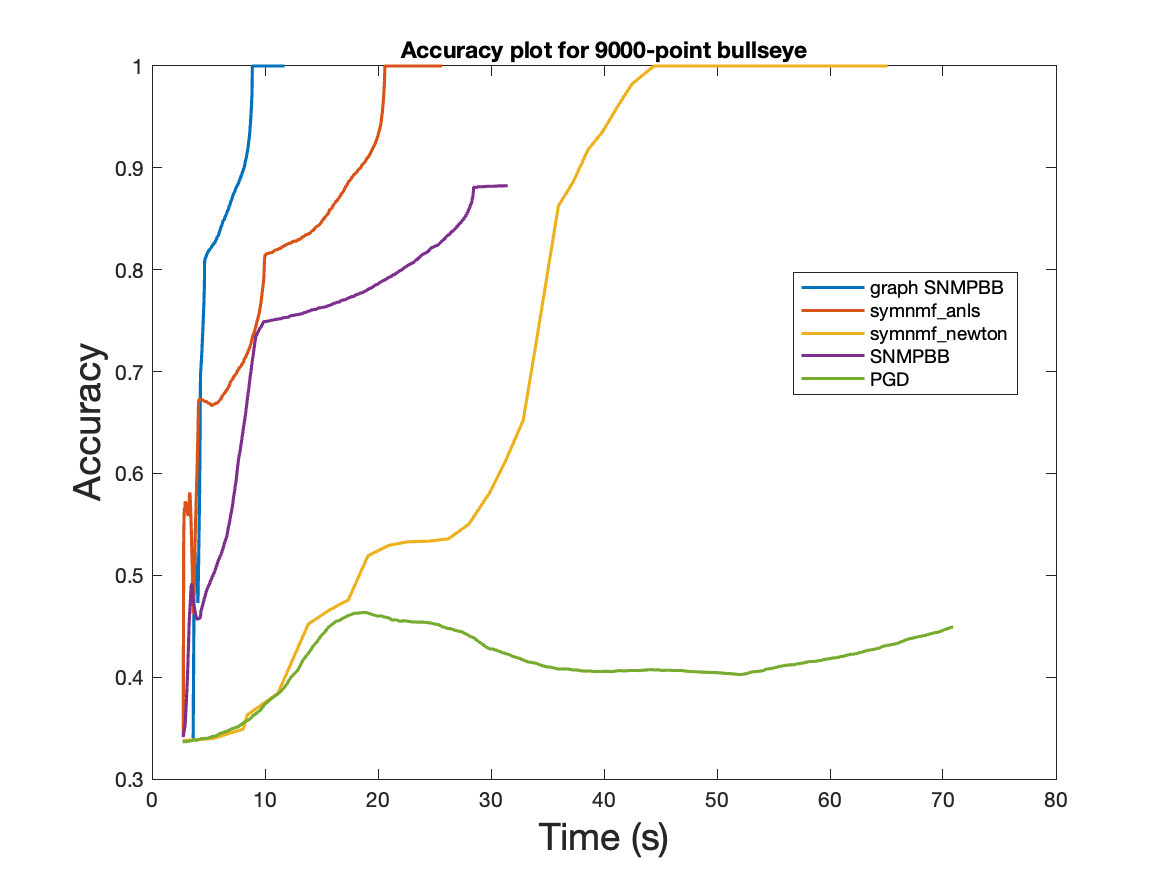 Accuracy plot for 9000-point bullseye
1
0.9
0.8
0.7
0.6
0.5
0.4
0.3
Accuracy
graph SNMPBB
symnmf_anls
symnmf_newton
SNMPBB
PGD
0 10 20 30 40 50 60 70 80
Time (s)